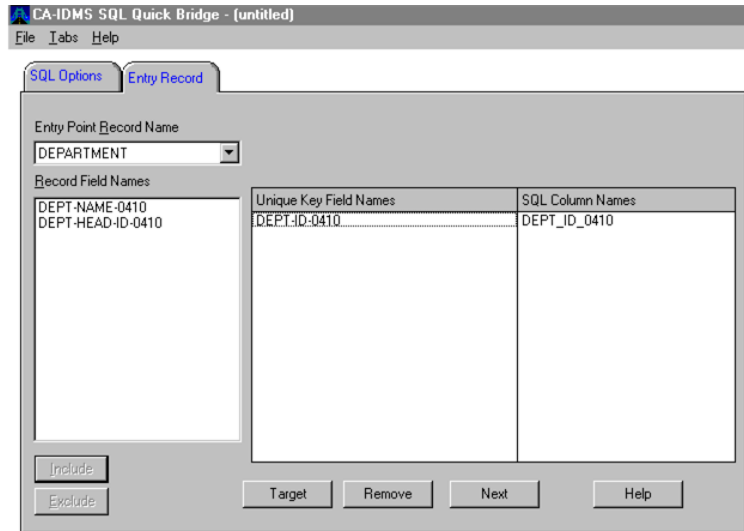 CA-IDMS SQL Quick Bridge - (untitled)
File Tabs Help
SQL Options Entry Record
Entry Point Record Name
DEPARTMENT
Record Field Names
DEPT-NAME-0410
DEPT-HEAD-ID-0410
Unique Key Field Names SQL Column Names
DEPT-ID-0410 DEPT_ID_0410
Include
Exclude
Target Remove Next Help